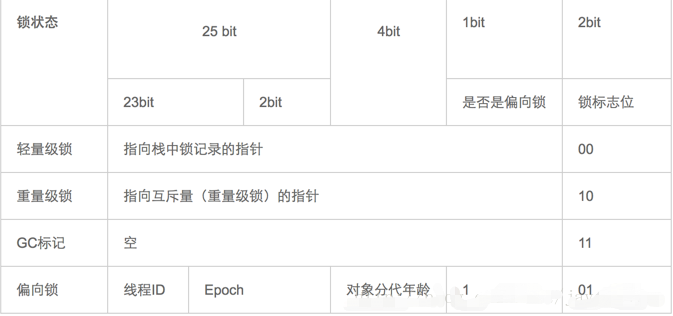 锁状态 25 bit 4bit 1bit 2bit
23bit 2bit 是否是偏向锁 锁标志位
轻量级锁 指向栈中锁记录的指针 00
重量级锁 指向互斥量（重量级锁）的指针 10
GC标记 空 11
偏向锁 线程ID Epoch 对象分代年龄 1 01